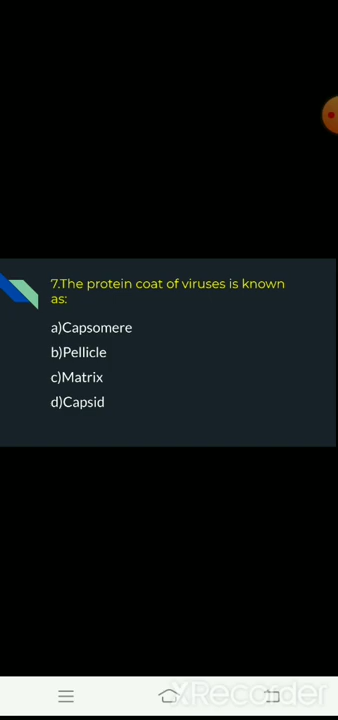 7.The protein coat of viruses is known
as:
a)Capsomere
b)Pellicle
c)Matrix
d)Capsid
XRecorder